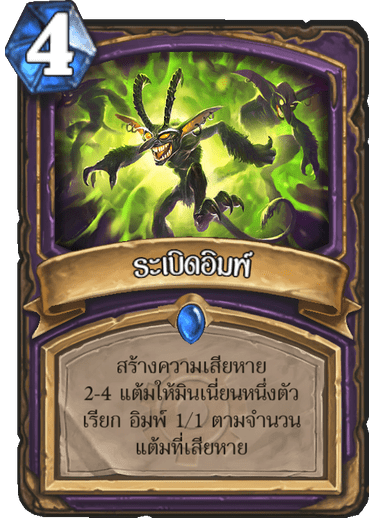 4
ระเบิดอิมพ์
สร้างความเสียหาย
2-4 แต้มให้มินเนี่ยนหนึ่งตัว
เรียก อิมพ์ 1/1 ตามจำนวน
แต้มที่เสียหาย